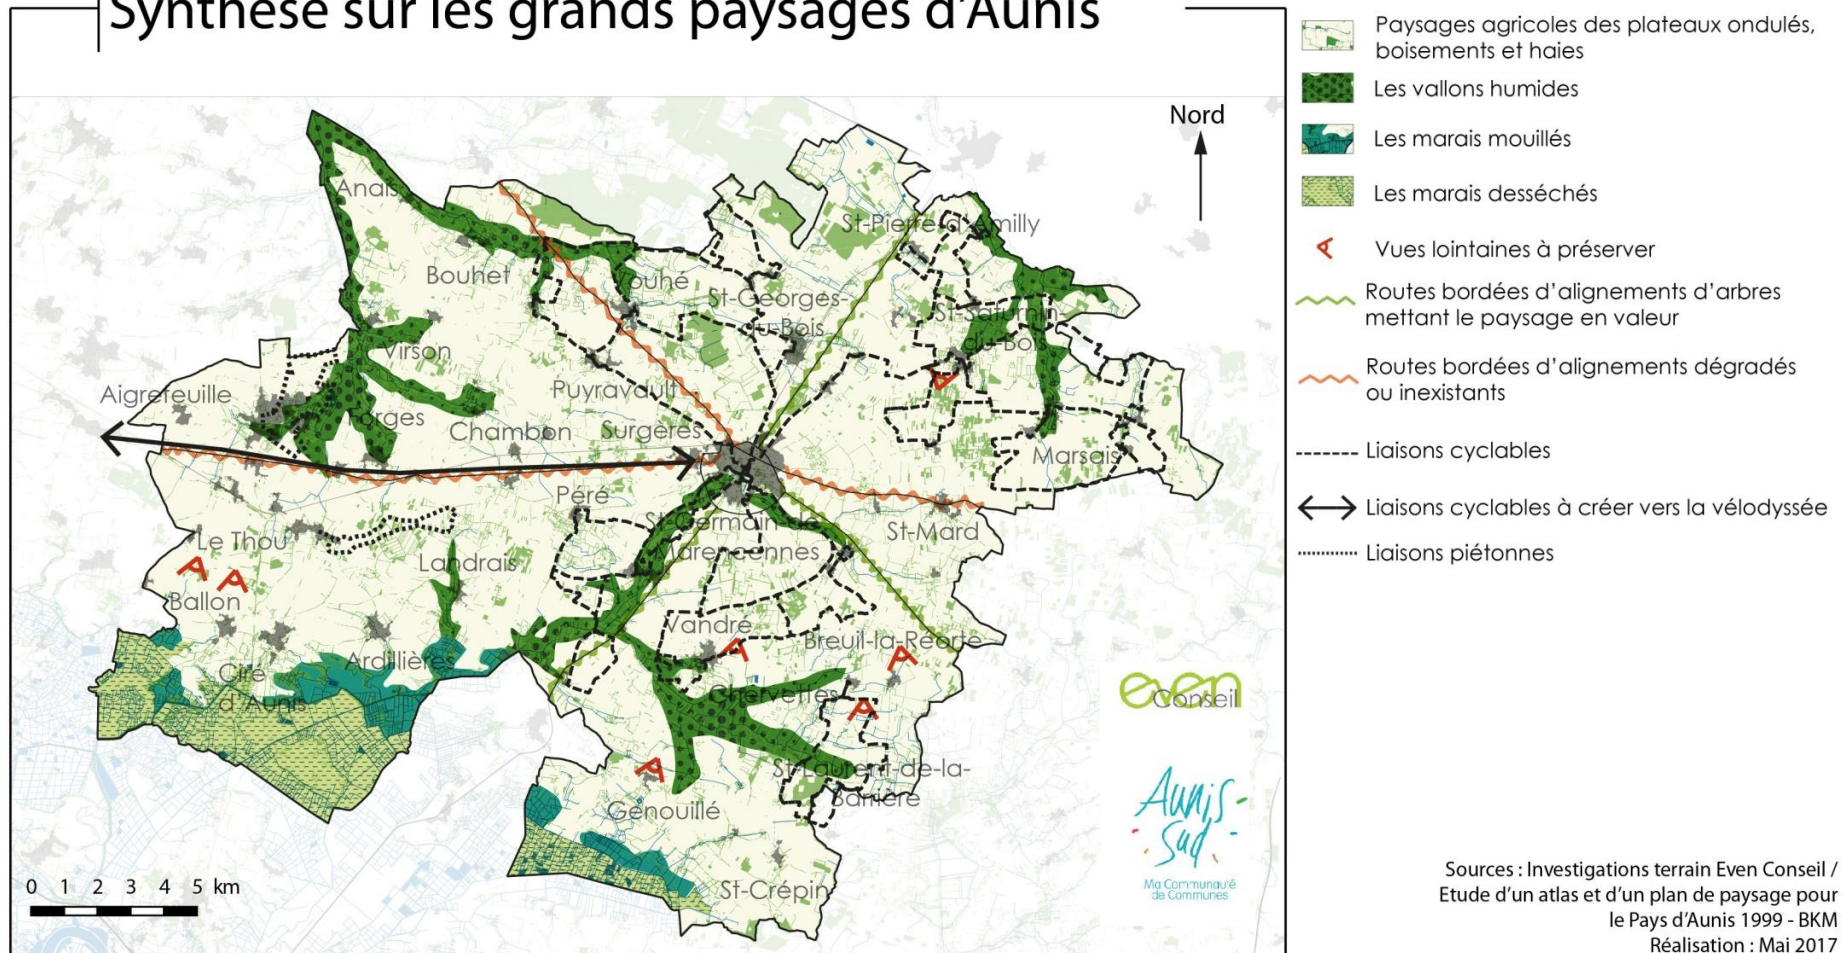 Synthèse sur les grands paysages d'Aunis
Nord
Anais
St-Pierre-d'Amilly
Bouhet
Vouhé
St-Georges-
du-Bois
St-Saturnin-
du-Bois
Virson
Aigrefeuille
Puyravault
Forges
Chambon
Surgères
Marsais
Péré
St-Germain-de-
Marencennes
St-Mard
Le Thou
Landrais
Ballon
Vandré
Breuil-la-Réorte
Ardillières
Ciré
d'Aunis
Chervettes
St-Laurent-de-la-
Barrière
Genouillé
St-Crépin
0 1 2 3 4 5 km
even
Conseil
Aunis
Sud
Ma Communauté
de Communes
Paysages agricoles des plateaux ondulés,
boisements et haies
Les vallons humides
Les marais mouillés
Les marais desséchés
Vues lointaines à préserver
Routes bordées d'alignements d'arbres
mettant le paysage en valeur
Routes bordées d'alignements dégradés
ou inexistants
Liaisons cyclables
Liaisons cyclables à créer vers la vélodyssée
Liaisons piétonnes
Sources : Investigations terrain Even Conseil /
Etude d'un atlas et d'un plan de paysage pour
le Pays d'Aunis 1999 - BKM
Réalisation : Mai 2017